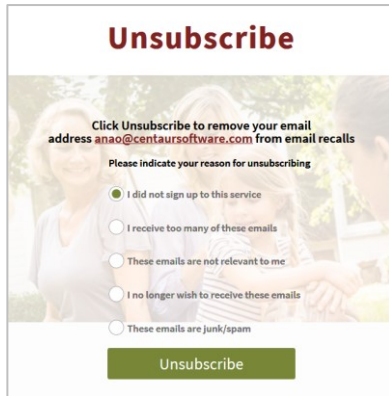 Unsubscribe
Click Unsubscribe to remove your email
address anao@centaursoftware.com from email recalls
Please indicate your reason for unsubscribing
I did not sign up to this service
I receive too many of these emails
These emails are not relevant to me
I no longer wish to receive these emails
These emails are junk/spam
Unsubscribe